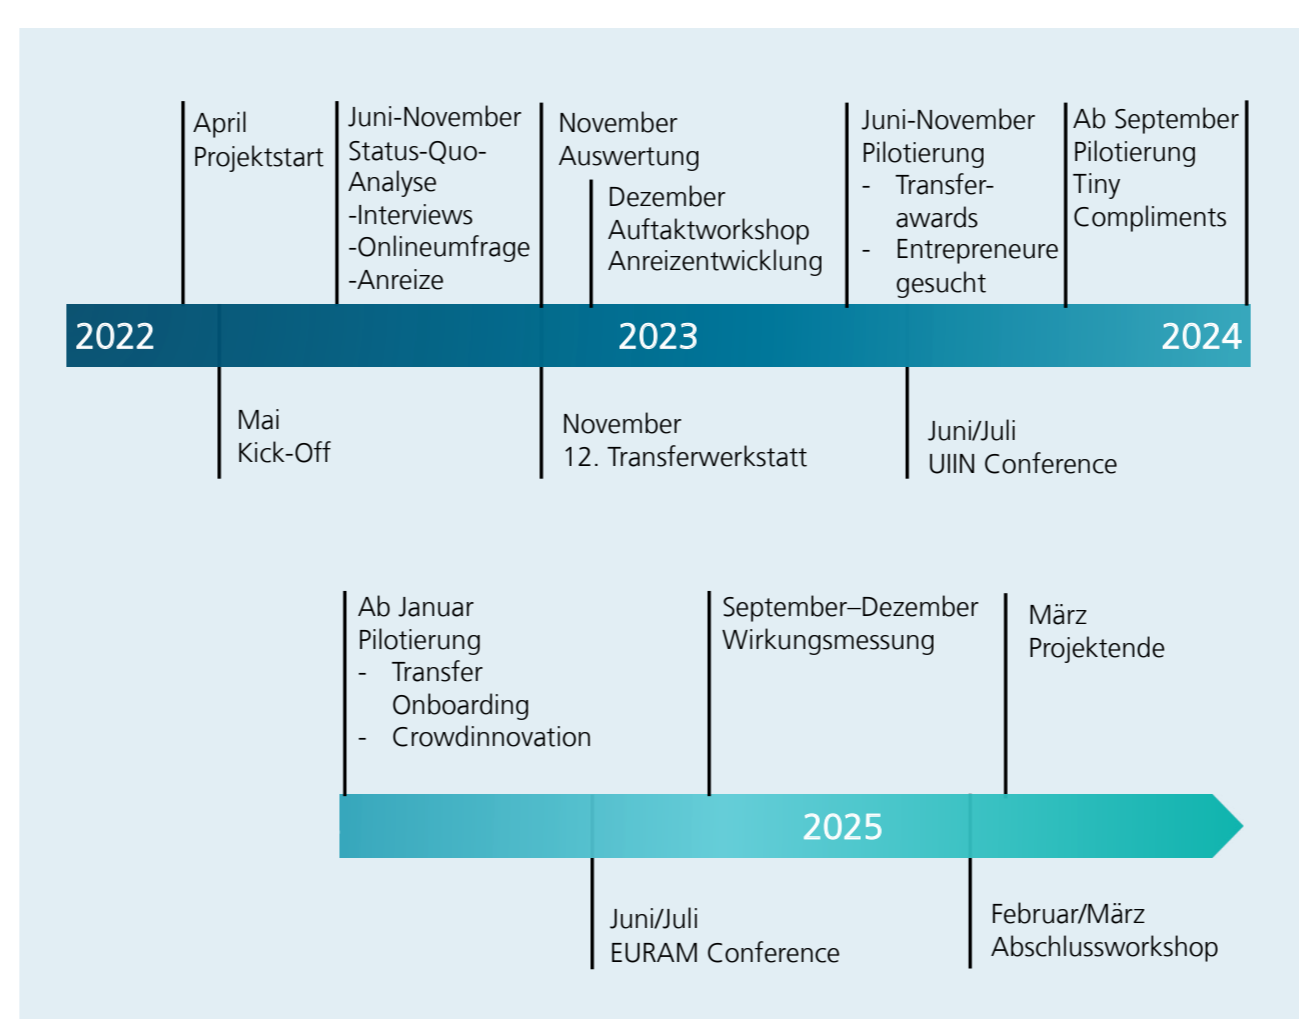 April
Projektstart
Juni-November
Status-Quo-
Analyse
-Interviews
-Onlineumfrage
-Anreize
November
Auswertung
Dezember
Auftaktworkshop
Anreizentwicklung
Juni-November
Pilotierung
- Transfer-
awards
- Entrepreneure
gesucht
Ab September
Pilotierung
Tiny
Compliments
2022
2023
2024
Mai
Kick-Off
November
12. Transferwerkstatt
Juni/Juli
UIIN Conference
Ab Januar
Pilotierung
- Transfer
Onboarding
- Crowdinnovation
September–Dezember
Wirkungsmessung
März
Projektende
2025
Juni/Juli
EURAM Conference
Februar/März
Abschlussworkshop